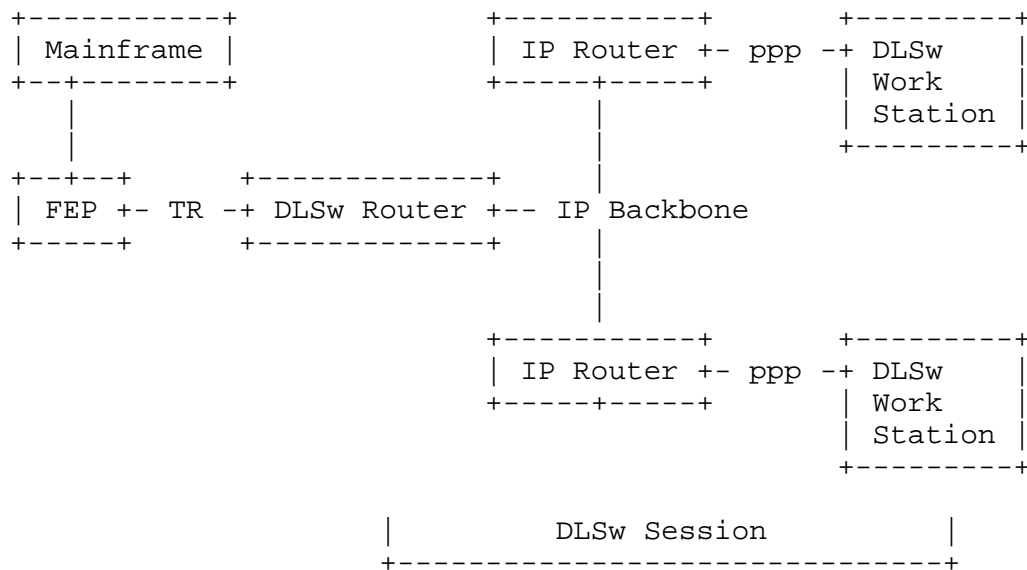 Mainframe IP Router ppp DLSw
Work
Station
FEP TR DLSw Router IP Backbone
IP Router ppp DLSw
Work
Station
DLSw Session